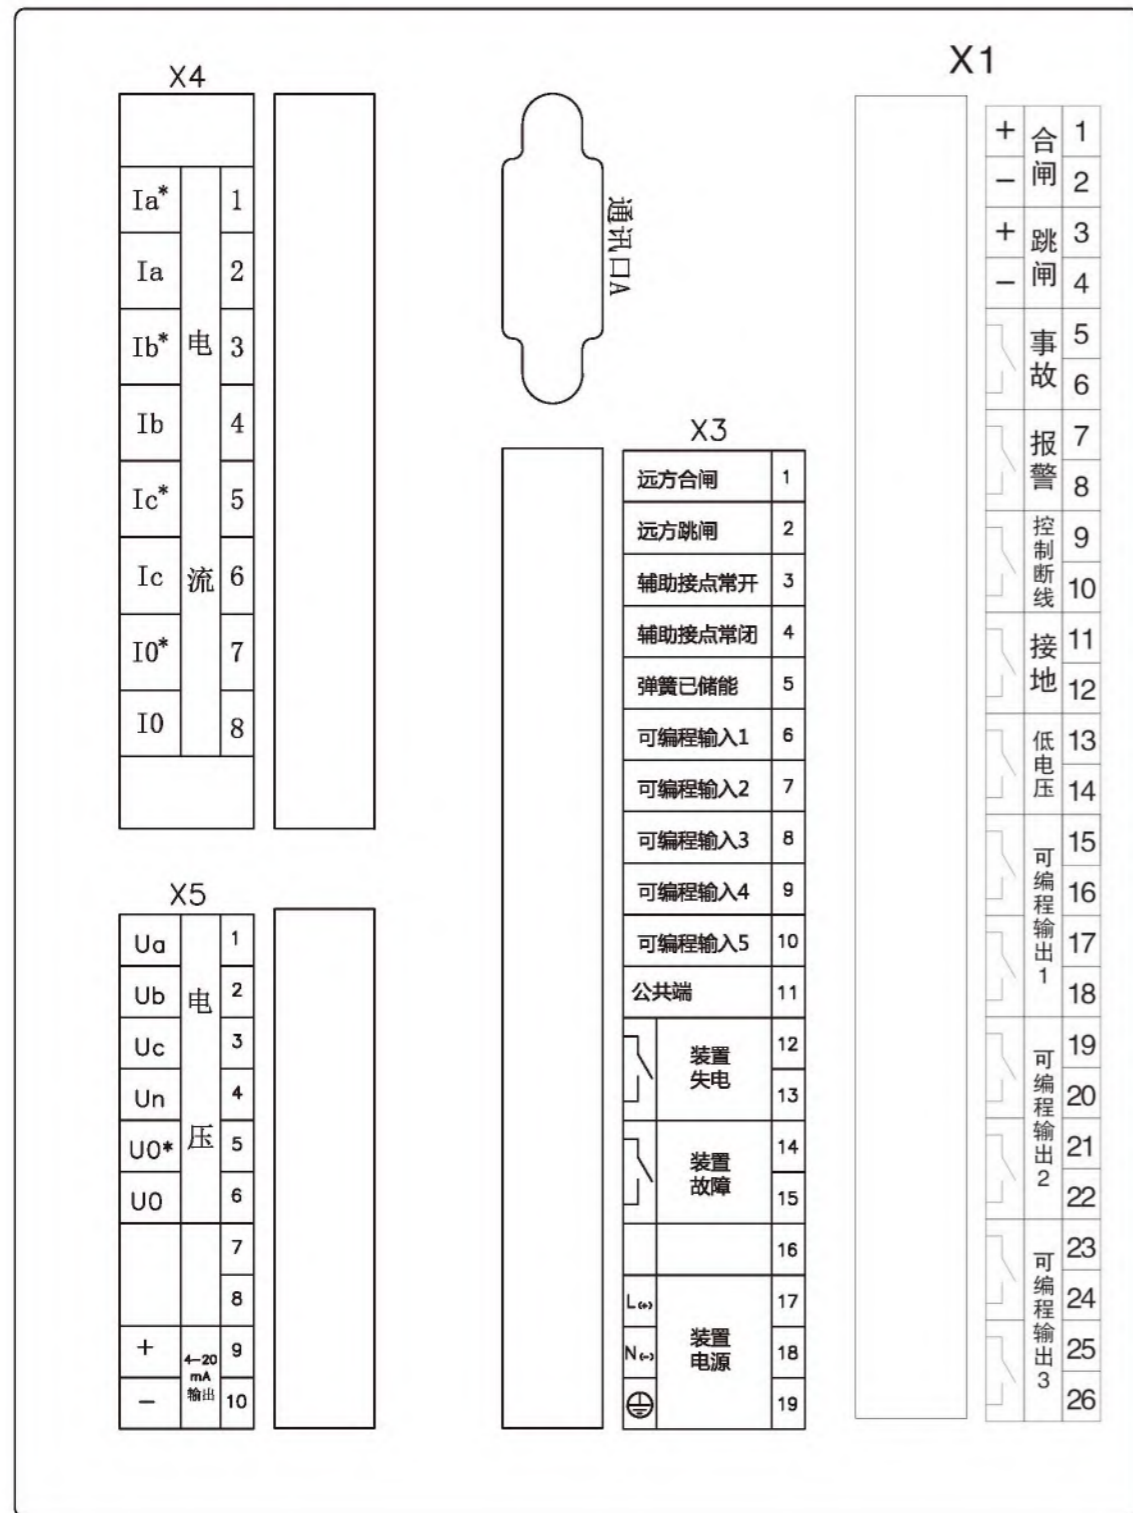 X4
Ia* 1
Ia 2
Ib* 3
Ib 4
Ic* 5
Ic 6
I0* 7
I0 8
电流
X5
Ua 1
Ub 2
Uc 3
Un 4
U0* 5
U0 6
7
8
电压
+ 9
- 10
4-20
mA
输出
通讯口A
X3
远方合闸 1
远方跳闸 2
辅助接点常开 3
辅助接点常闭 4
弹簧已储能 5
可编程输入1 6
可编程输入2 7
可编程输入3 8
可编程输入4 9
可编程输入5 10
公共端 11
装置
失电
12
13
装置
故障
14
15
16
L(+) 17
N(-) 18
19
装置
电源
X1
+ 1
- 2
合闸
+ 3
- 4
跳闸
事故
5
6
报警
7
8
控制断线
9
10
接地
11
12
低电压
13
14
可编程输出1
15
16
17
18
可编程输出2
19
20
21
22
可编程输出3
23
24
25
26